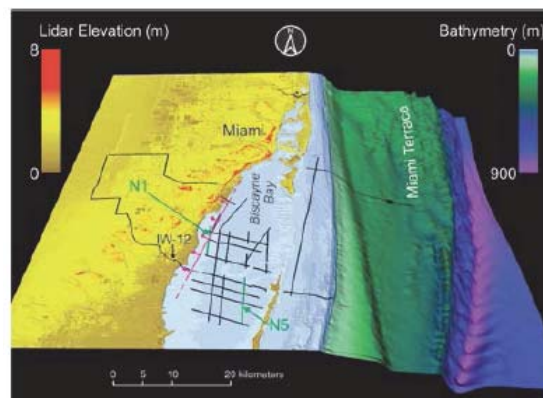 Lidar Elevation (m)
8
0
N
Bathymetry (m)
0
900
Miami
Miami Terrace
Biscayne
Bay
N1
IW-12
N5
0 5 10 20
kilometers